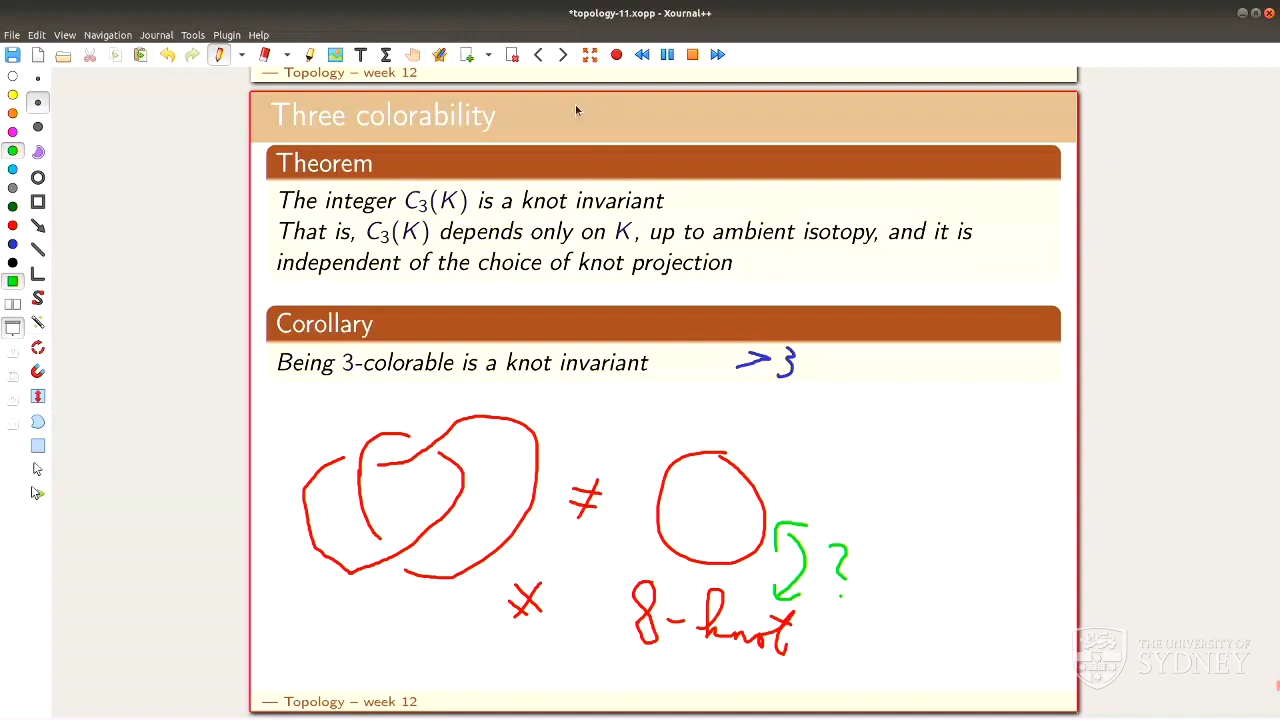 *topology-11.xopp - Xournal++
File Edit View Navigation Journal Tools Plugin Help
— Topology – week 12
Three colorability
Theorem
The integer C₃(K) is a knot invariant
That is, C₃(K) depends only on K, up to ambient isotopy, and it is
independent of the choice of knot projection
Corollary
Being 3-colorable is a knot invariant > 3
≠
?
8-knot
THE UNIVERSITY OF
SYDNEY
— Topology – week 12